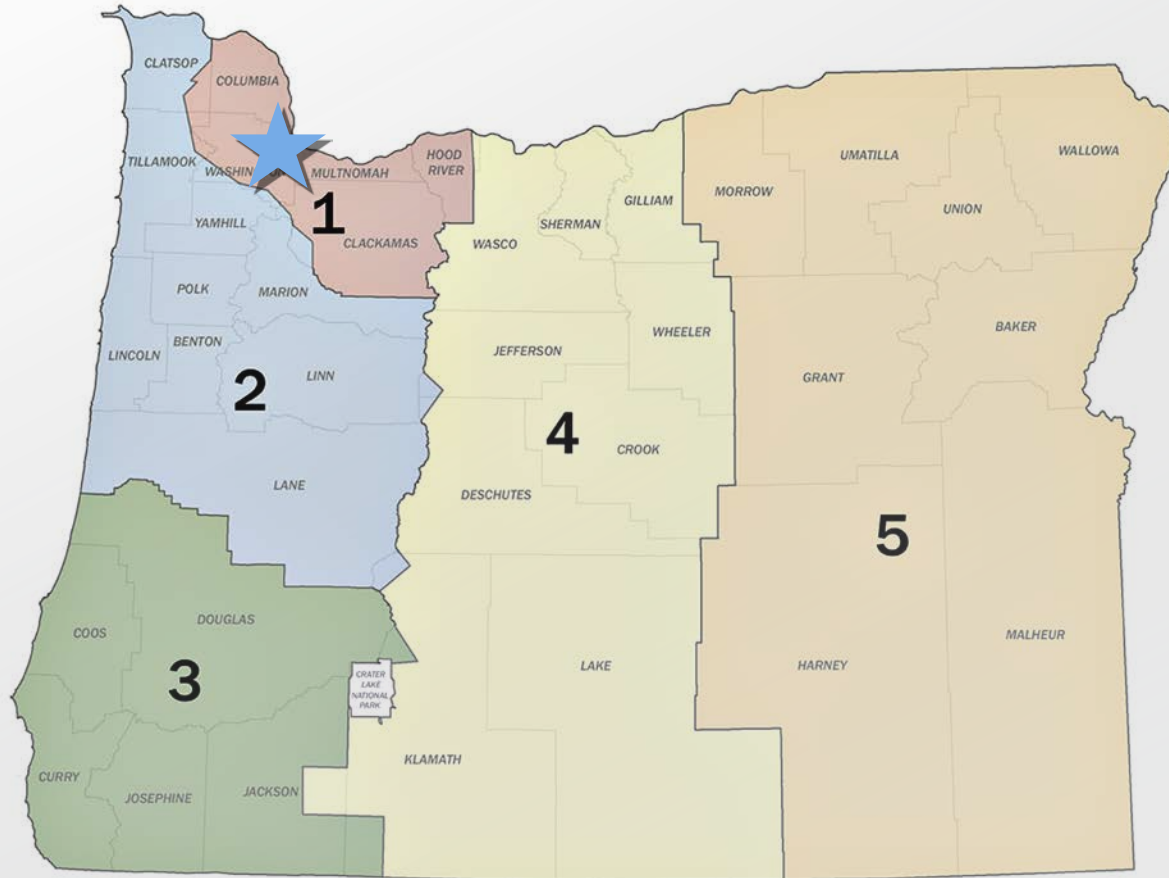 CLATSOP
COLUMBIA
TILLAMOOK
MULTNOMAH
HOOD
RIVER
1
YAMHILL
CLACKAMAS
POLK
MARION
LINCOLN
BENTON
LINN
2
LANE
COOS
DOUGLAS
3
CURRY
JOSEPHINE
JACKSON
CRATER
LAKE
NATIONAL
PARK
WASCO
SHERMAN
GILLIAM
WHEELER
JEFFERSON
4
CROOK
DESCHUTES
LAKE
KLAMATH
MORROW
UMATILLA
UNION
WALLOWA
GRANT
BAKER
5
HARNEY
MALHEUR